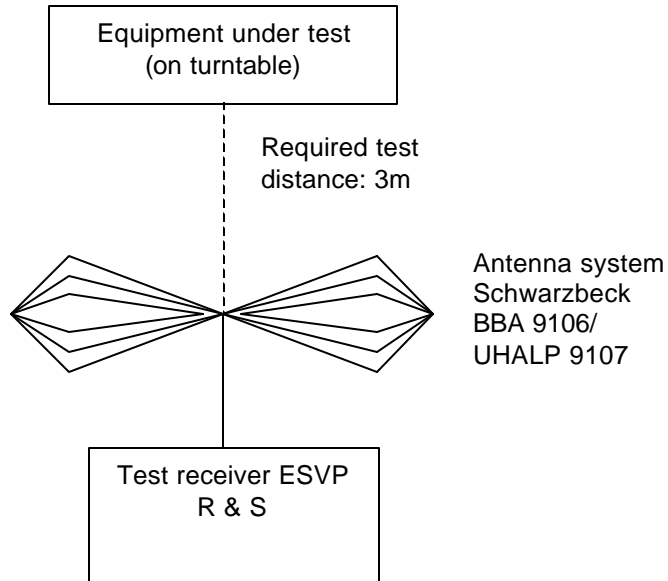 Equipment under test
(on turntable)
Required test
distance: 3m
Antenna system
Schwarzbeck
BBA 9106/
UHALP 9107
Test receiver ESVP
R & S